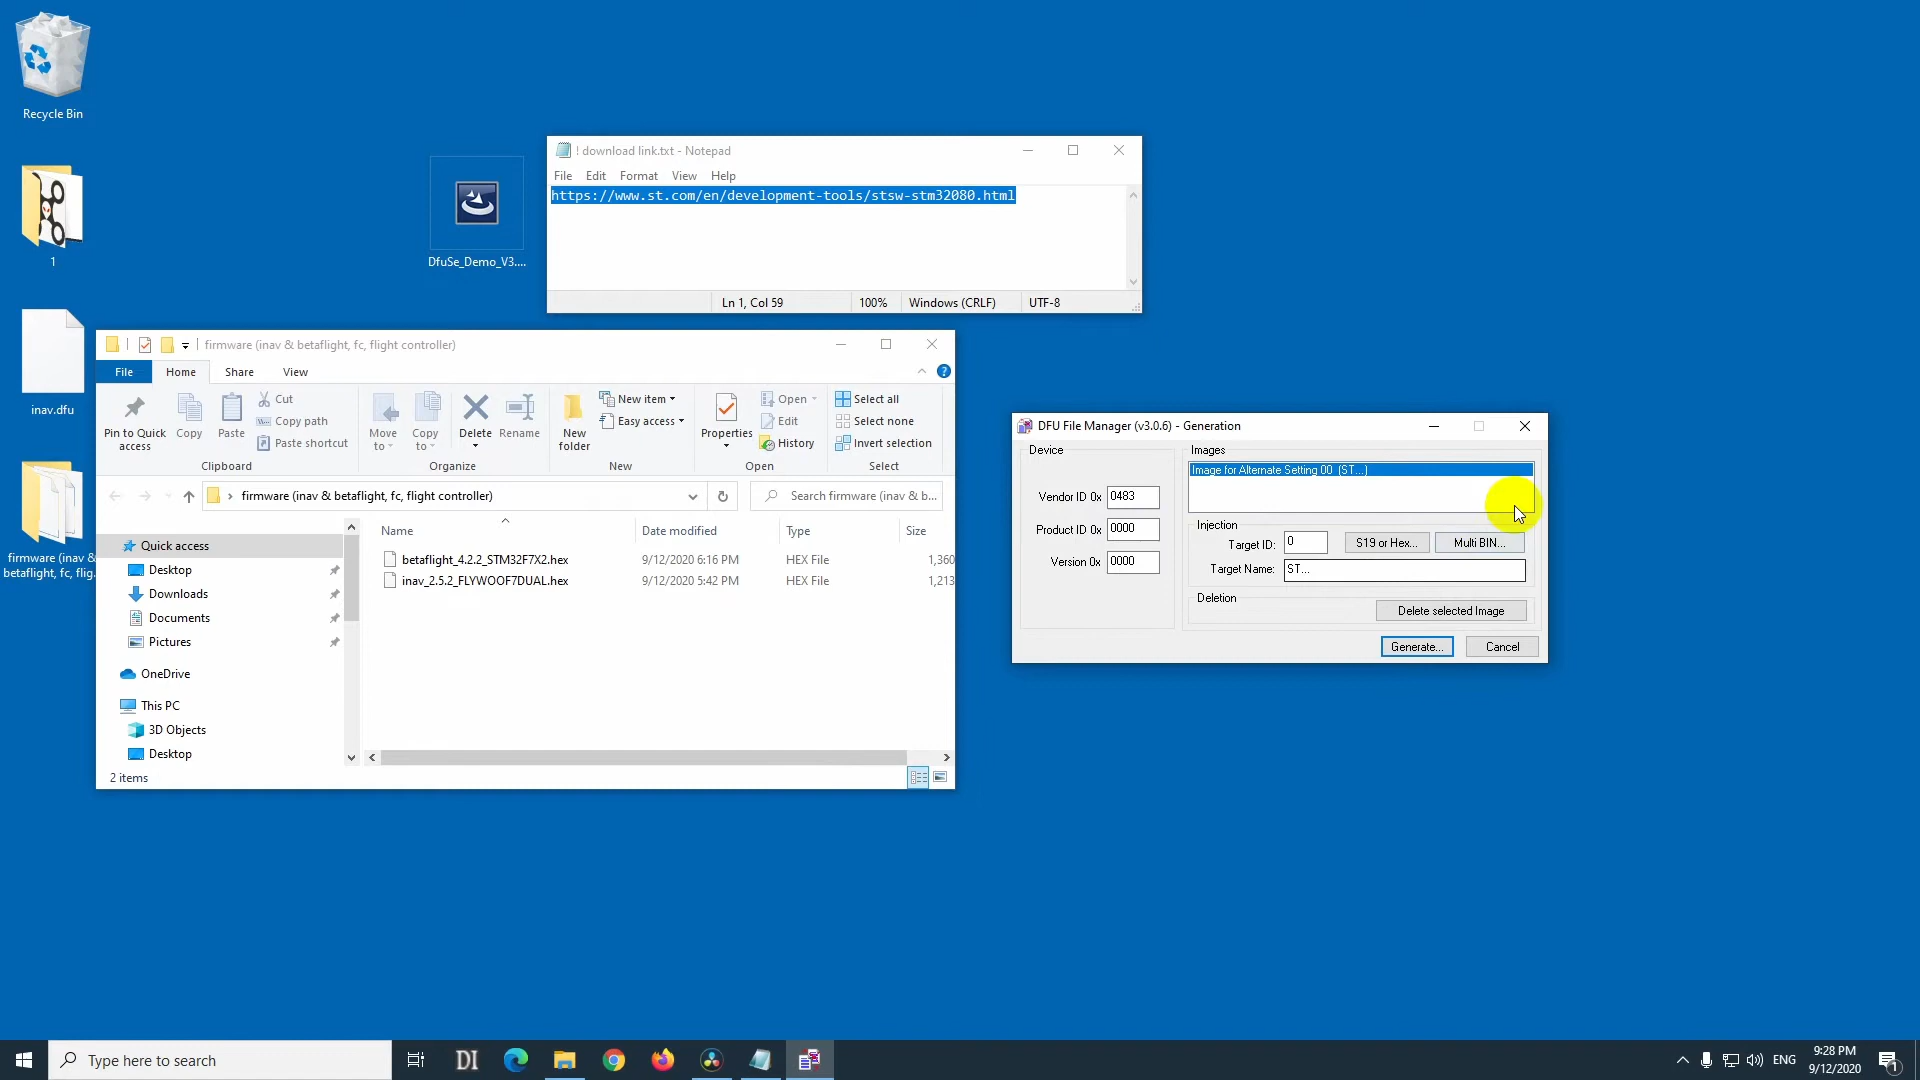 Recycle Bin
1
inav.dfu
firmware (inav &
betaflight, fc, flig...
DfuSe_Demo_V3....
! download link.txt - Notepad
File Edit Format View Help
https://www.st.com/en/development-tools/stsw-stm32080.html
Ln 1, Col 59
100%
Windows (CRLF)
UTF-8
firmware (inav & betaflight, fc, flight controller)
File Home Share View
Pin to Quick
access
Copy
Paste
Cut
Copy path
Paste shortcut
Clipboard
Move
to
Copy
to
Delete
Rename
Organize
New
folder
New item
Easy access
New
Properties
Open
Edit
History
Open
Select all
Select none
Invert selection
Select
firmware (inav & betaflight, fc, flight controller)
Search firmware (inav & b...
Quick access
Desktop
Downloads
Documents
Pictures
OneDrive
This PC
3D Objects
Desktop
Name Date modified Type Size
betaflight_4.2.2_STM32F7X2.hex 9/12/2020 6:16 PM HEX File 1,360
inav_2.5.2_FLYWOOF7DUAL.hex 9/12/2020 5:42 PM HEX File 1,213
2 items
DFU File Manager (v3.0.6) - Generation
Device
Vendor ID 0x 0483
Product ID 0x 0000
Version 0x 0000
Images
Image for Alternate Setting 00 (ST...)
Injection
Target ID: 0
S19 or Hex...
Multi BIN...
Target Name: ST...
Deletion
Delete selected Image
Generate...
Cancel
Type here to search
DI
ENG
9:28 PM
9/12/2020
1